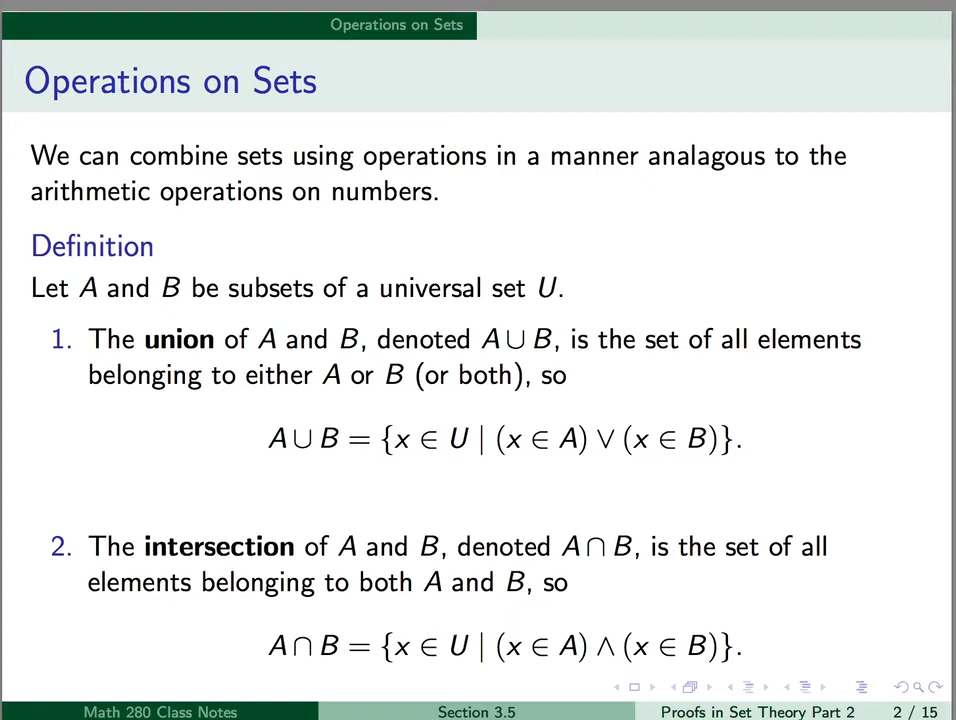 Operations on Sets
Operations on Sets
We can combine sets using operations in a manner analagous to the
arithmetic operations on numbers.
Definition
Let A and B be subsets of a universal set U.
1. The union of A and B, denoted A ∪ B, is the set of all elements
belonging to either A or B (or both), so
A ∪ B = {x ∈ U | (x ∈ A) ∨ (x ∈ B)}.
2. The intersection of A and B, denoted A ∩ B, is the set of all
elements belonging to both A and B, so
A ∩ B = {x ∈ U | (x ∈ A) ∧ (x ∈ B)}.
Math 280 Class Notes Section 3.5 Proofs in Set Theory Part 2 2 / 15